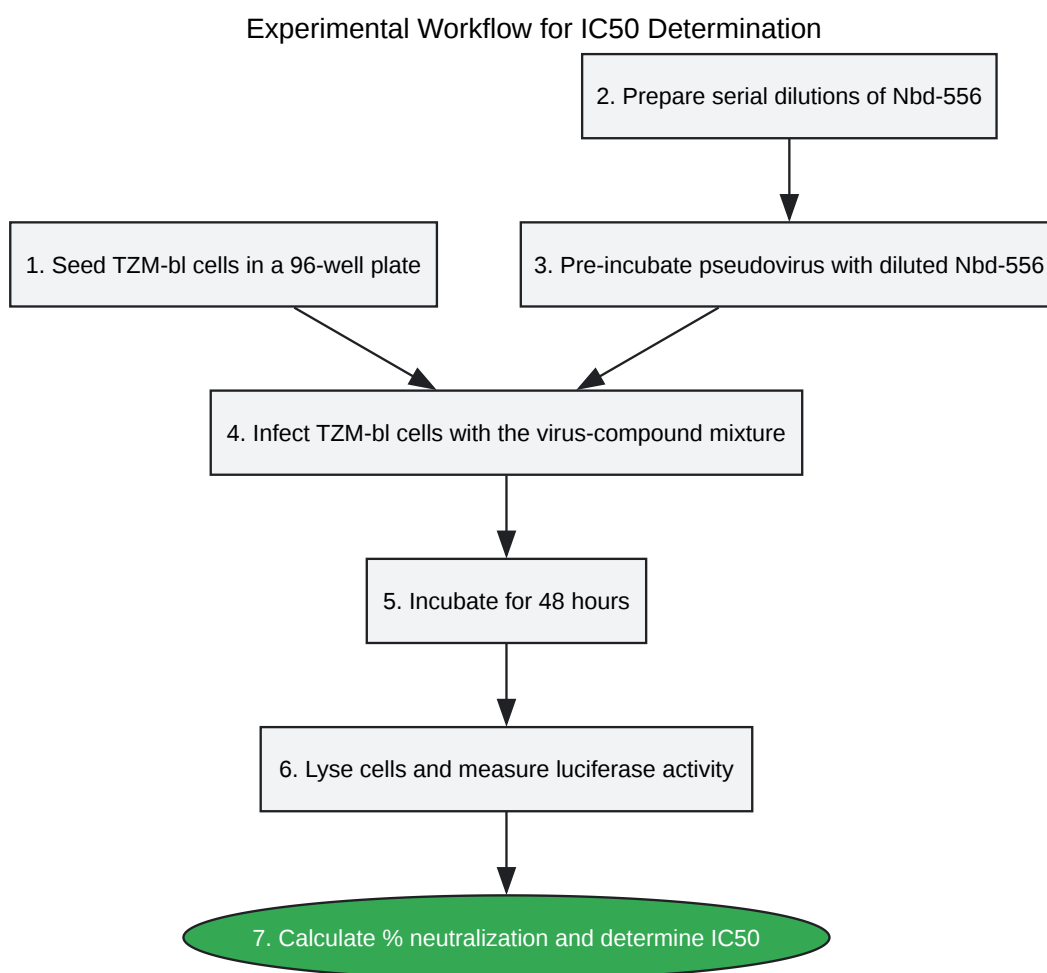 Experimental Workflow for IC50 Determination
2. Prepare serial dilutions of Nbd-556
1. Seed TZM-bl cells in a 96-well plate
3. Pre-incubate pseudovirus with diluted Nbd-556
4. Infect TZM-bl cells with the virus-compound mixture
5. Incubate for 48 hours
6. Lyse cells and measure luciferase activity
7. Calculate % neutralization and determine IC50